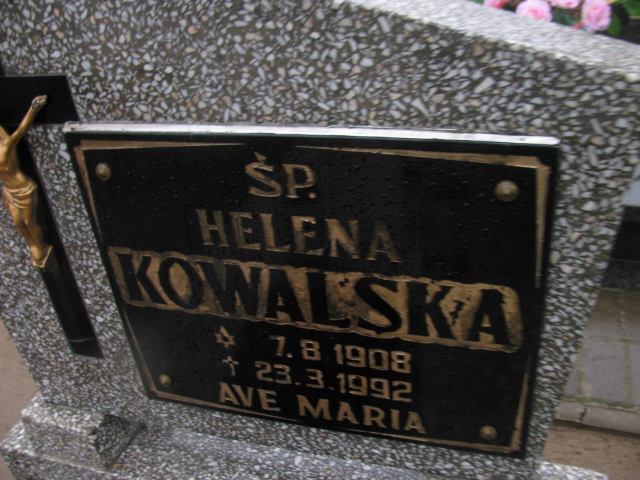 ŚP.
HELENA
KOWALSKA
✡ 7.8.1908
† 23.3.1992
AVE MARIA